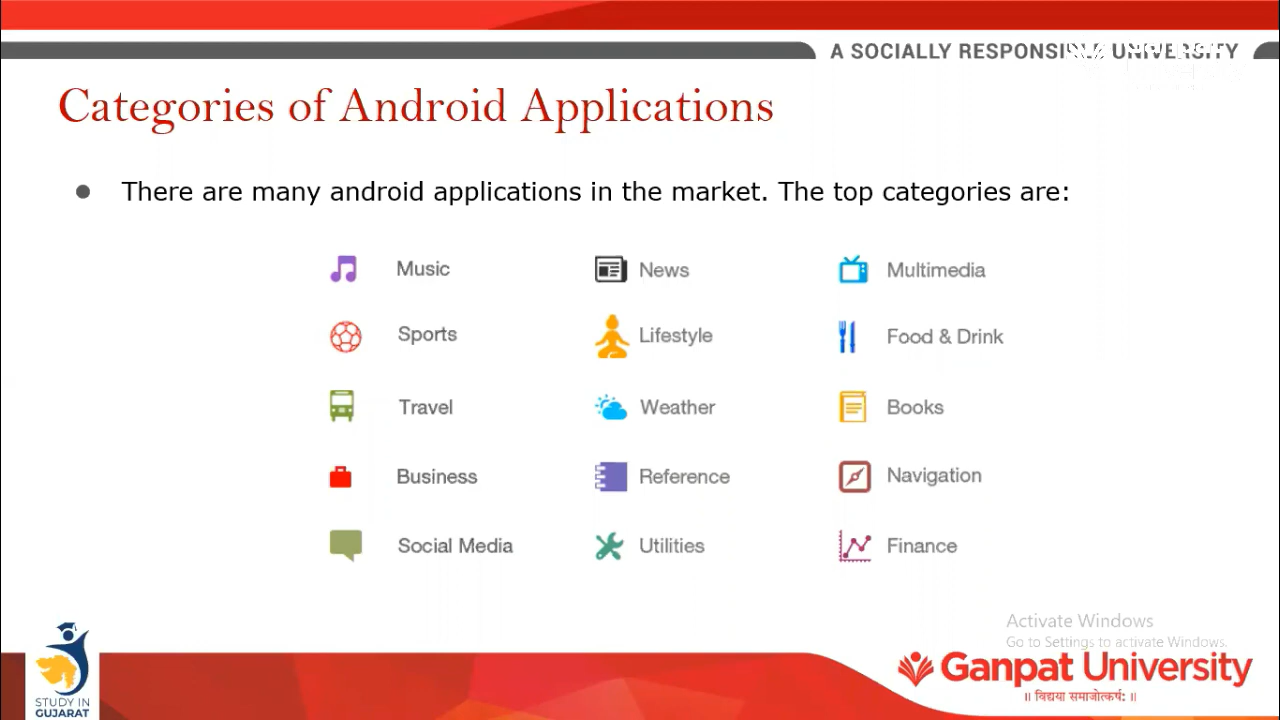 A SOCIALLY RESPONSIBLE UNIVERSITY
Categories of Android Applications
There are many android applications in the market. The top categories are:
Music News Multimedia
Sports Lifestyle Food & Drink
Travel Weather Books
Business Reference Navigation
Social Media Utilities Finance
Activate Windows
Go to Settings to activate Windows.
Ganpat University
॥ विद्यया समाजोत्कर्षः ॥
STUDY IN
GUJARAT